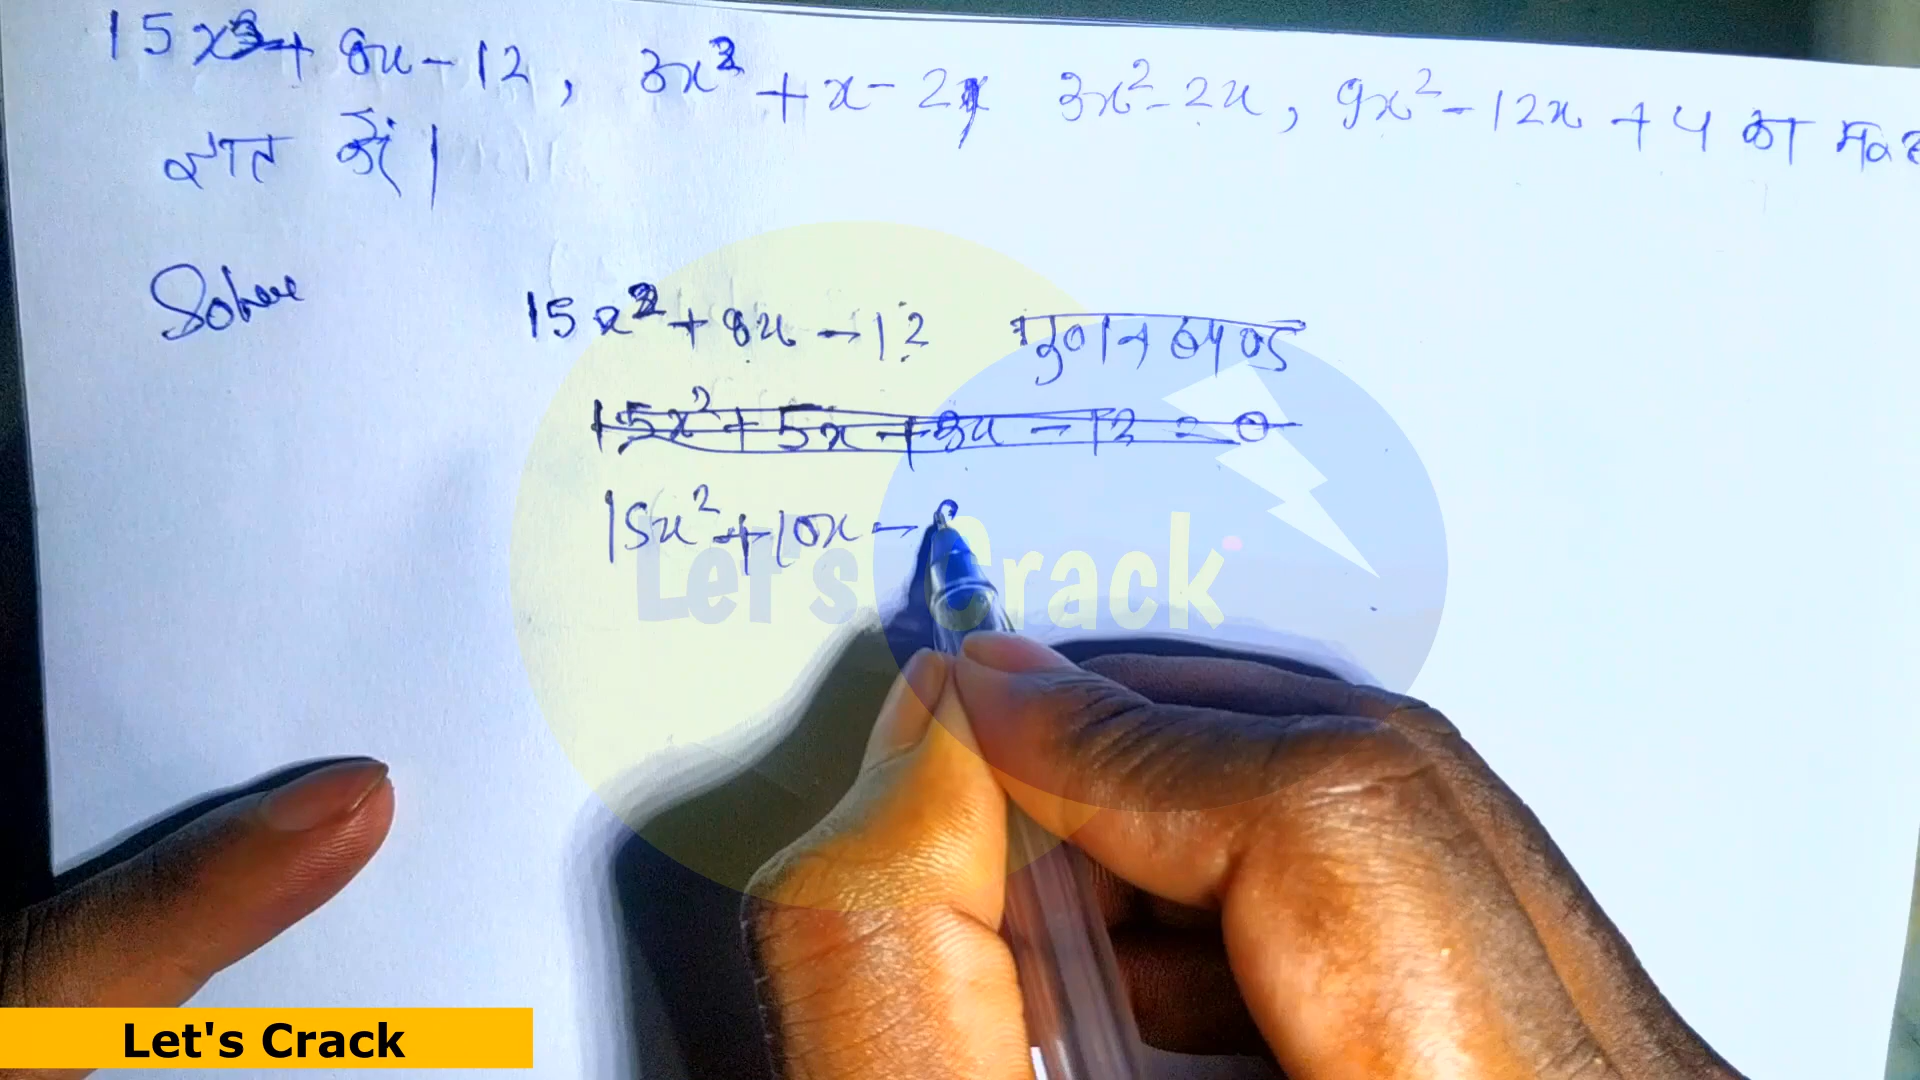 15x² + 8x - 12, 3x² + x - 2, 3x² - 2x, 9x² - 12x + 4 का
ज्ञात करें।
Solve
15x² + 8x - 12 गुणनखण्ड
15x² + 5x + 3x - 12 = 0
15x² + 10x -
Let's Crack
Let's Crack